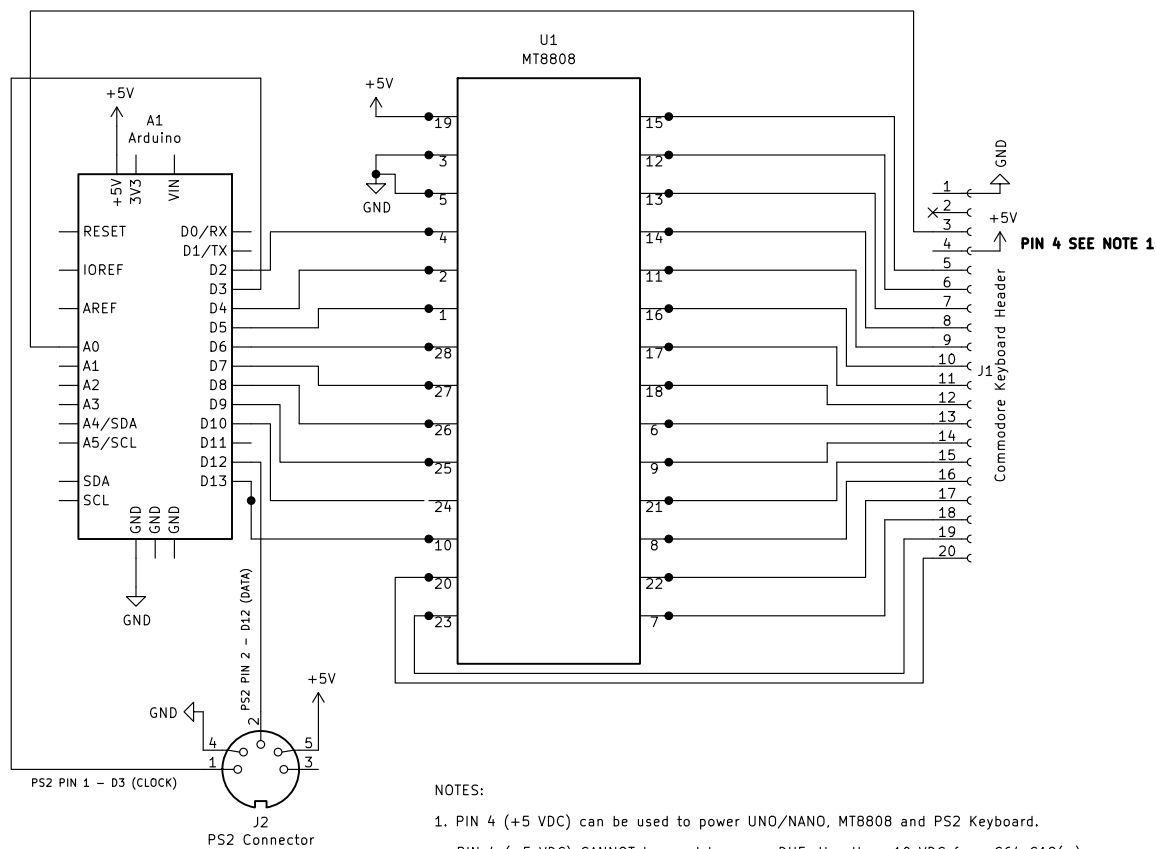 U1
MT8808
+5V
+5V
A1
Arduino
+5V
3V3
VIN
RESET
IOREF
AREF
A0
A1
A2
A3
A4/SDA
A5/SCL
SDA
SCL
D0/RX
D1/TX
D2
D3
D4
D5
D6
D7
D8
D9
D10
D11
D12
D13
GND
GND
GND
GND
GND
19
3
5
4
2
1
28
27
26
25
24
10
20
23
15
12
13
14
11
16
17
18
6
9
21
8
22
7
GND
+5V
PIN 4 SEE NOTE 1
1
2
3
4
5
6
7
8
9
10
11
12
13
14
15
16
17
18
19
20
J1
Commodore Keyboard Header
PS2 PIN 2 - D12 (DATA)
+5V
GND
2
4
5
1
3
PS2 PIN 1 - D3 (CLOCK)
J2
PS2 Connector
NOTES:
1. PIN 4 (+5 VDC) can be used to power UNO/NANO, MT8808 and PS2 Keyboard.